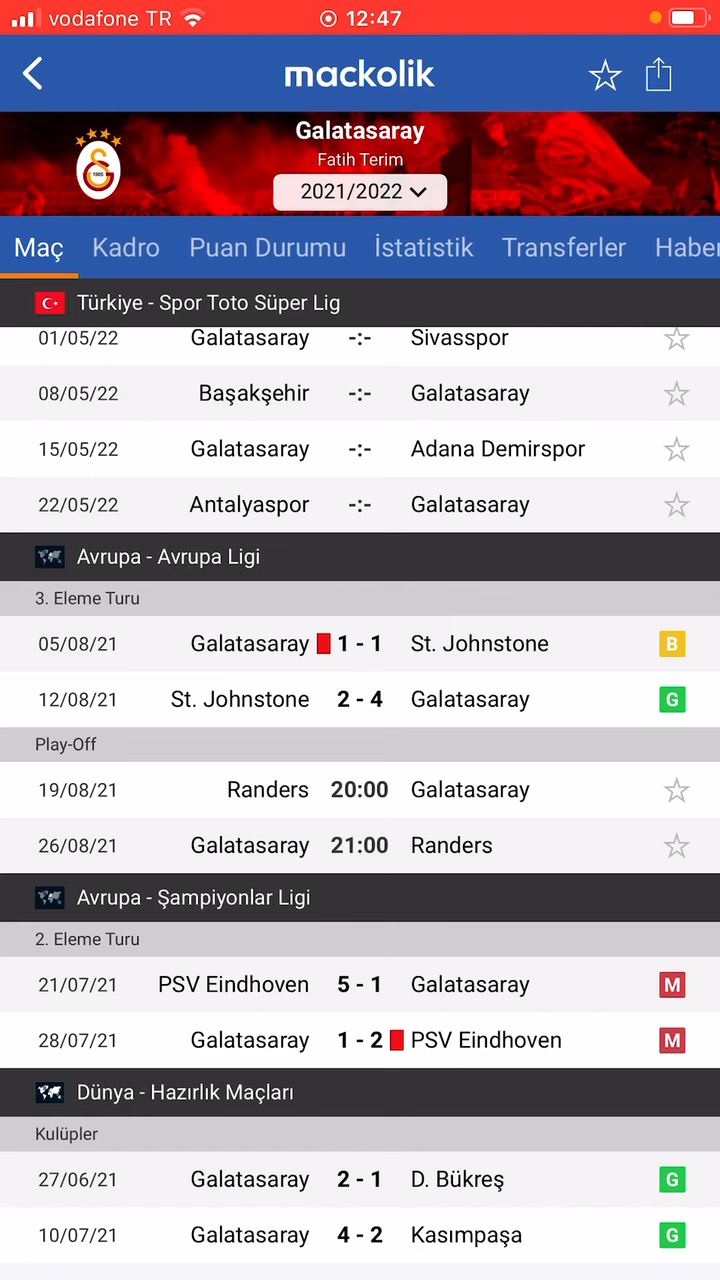 vodafone TR 12:47
mackolik
Galatasaray
Fatih Terim
1905
2021/2022
Maç Kadro Puan Durumu İstatistik Transferler Haber
Türkiye - Spor Toto Süper Lig
01/05/22 Galatasaray -:- Sivasspor
08/05/22 Başakşehir -:- Galatasaray
15/05/22 Galatasaray -:- Adana Demirspor
22/05/22 Antalyaspor -:- Galatasaray
Avrupa - Avrupa Ligi
3. Eleme Turu
05/08/21 Galatasaray 1 - 1 St. Johnstone B
12/08/21 St. Johnstone 2 - 4 Galatasaray G
Play-Off
19/08/21 Randers 20:00 Galatasaray
26/08/21 Galatasaray 21:00 Randers
Avrupa - Şampiyonlar Ligi
2. Eleme Turu
21/07/21 PSV Eindhoven 5 - 1 Galatasaray M
28/07/21 Galatasaray 1 - 2 PSV Eindhoven M
Dünya - Hazırlık Maçları
Kulüpler
27/06/21 Galatasaray 2 - 1 D. Bükreş G
10/07/21 Galatasaray 4 - 2 Kasımpaşa G